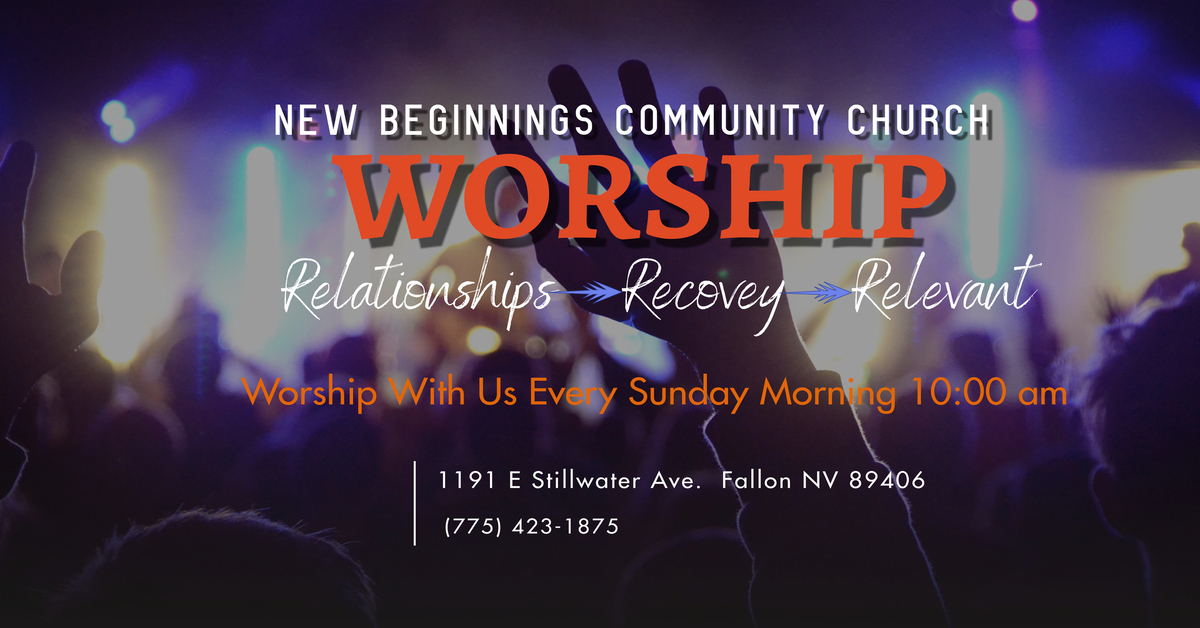 NEW BEGINNINGS COMMUNITY CHURCH
WORSHIP
Relationships Recovey Relevant
Worship With Us Every Sunday Morning 10:00 am
1191 E Stillwater Ave. Fallon NV 89406
(775) 423-1875